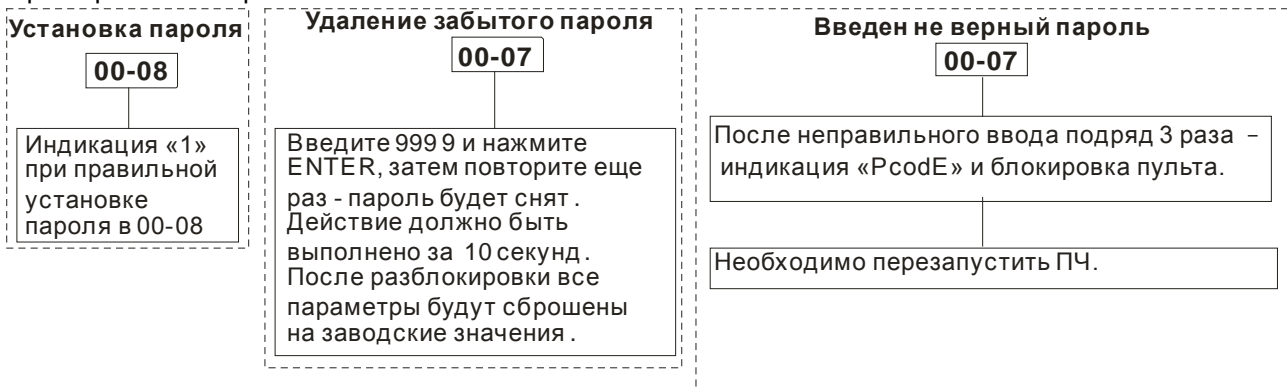 Установка пароля
00-08
Индикация «1»
при правильной
установке
пароля в 00-08
Удаление забытого пароля
00-07
Введите 9999 и нажмите
ENTER, затем повторите еще
раз - пароль будет снят.
Действие должно быть
выполнено за 10 секунд.
После разблокировки все
параметры будут сброшены
на заводские значения.
Введен не верный пароль
00-07
После неправильного ввода подряд 3 раза –
индикация «PcodE» и блокировка пульта.
Необходимо перезапустить ПЧ.